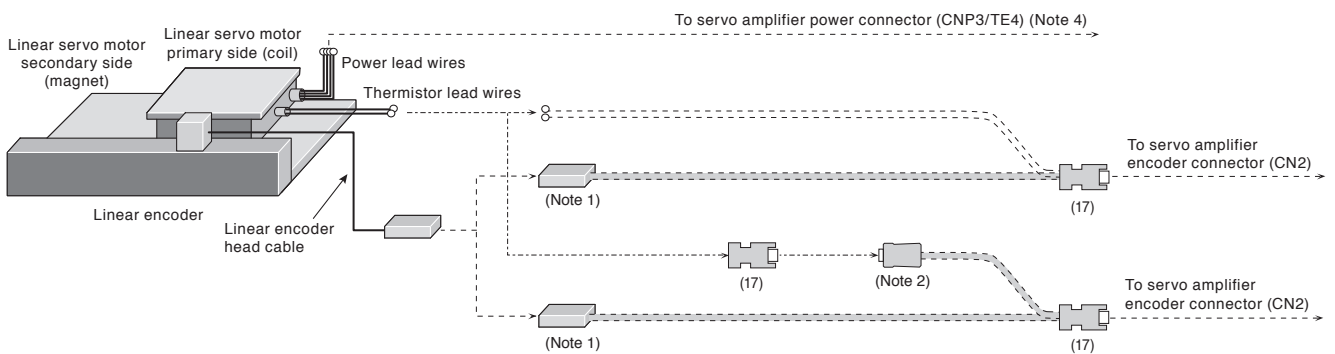 To servo amplifier power connector (CNP3/TE4) (Note 4)
Linear servo motor
secondary side
(magnet)
Linear servo motor
primary side (coil)
Power lead wires
Thermistor lead wires
To servo amplifier
encoder connector (CN2)
(Note 1)
(17)
Linear encoder
Linear encoder
head cable
(17)
(Note 2)
To servo amplifier
encoder connector (CN2)
(Note 1)
(17)